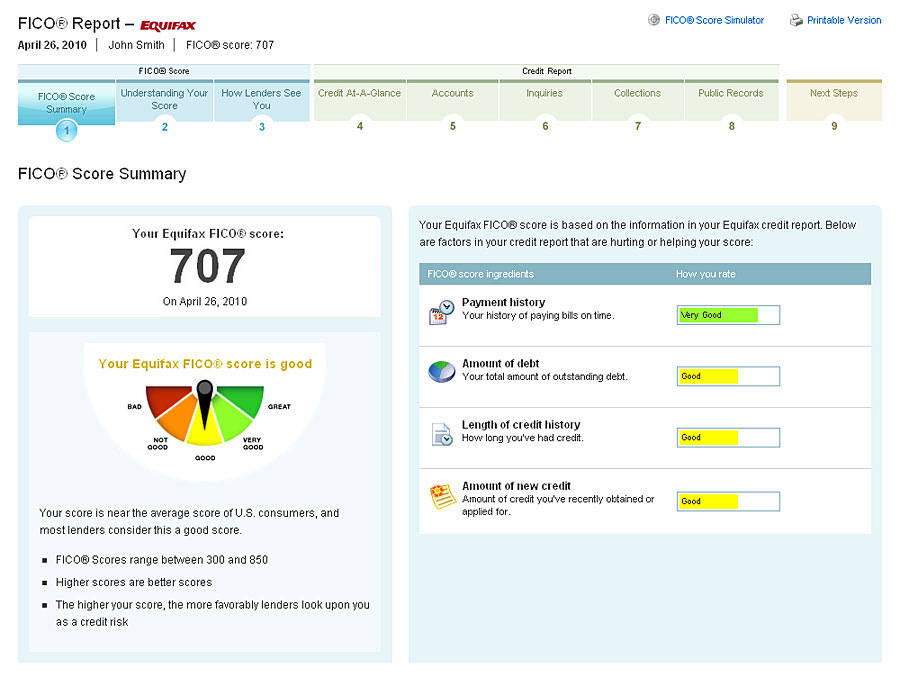 FICO® Report – EQUIFAX
FICO® Score Simulator
Printable Version
April 26, 2010 | John Smith | FICO® score: 707
FICO® Score
Credit Report
FICO® Score
Summary
1
Understanding Your
Score
2
How Lenders See
You
3
Credit At-A-Glance
4
Accounts
5
Inquiries
6
Collections
7
Public Records
8
Next Steps
9
FICO® Score Summary
Your Equifax FICO® score:
707
On April 26, 2010
Your Equifax FICO® score is good
BAD
NOT
GOOD
GOOD
VERY
GOOD
GREAT
Your score is near the average score of U.S. consumers, and
most lenders consider this a good score.
FICO® Scores range between 300 and 850
Higher scores are better scores
The higher your score, the more favorably lenders look upon you
as a credit risk
Your Equifax FICO® score is based on the information in your Equifax credit report. Below
are factors in your credit report that are hurting or helping your score:
FICO® score ingredients
How you rate
12
Payment history
Your history of paying bills on time.
Very Good
Amount of debt
Your total amount of outstanding debt.
Good
Length of credit history
How long you've had credit.
Good
Amount of new credit
Amount of credit you've recently obtained or
applied for.
Good